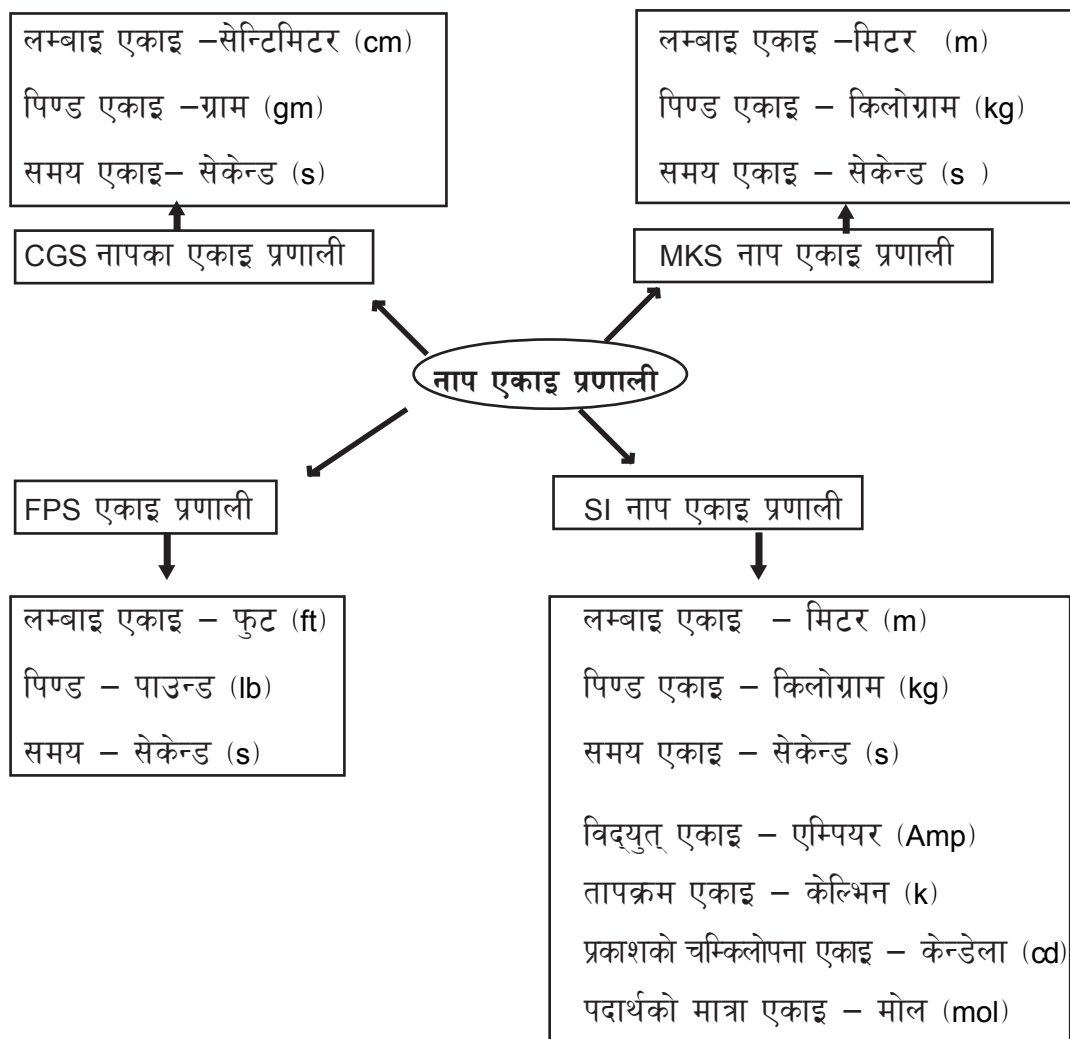 लम्बाइ एकाइ –सेन्टिमिटर (cm)
पिण्ड एकाइ –ग्राम (gm)
समय एकाइ– सेकेन्ड (s)
CGS नापका एकाइ प्रणाली
लम्बाइ एकाइ –मिटर (m)
पिण्ड एकाइ – किलोग्राम (kg)
समय एकाइ – सेकेन्ड (s )
MKS नाप एकाइ प्रणाली
नाप एकाइ प्रणाली
FPS एकाइ प्रणाली
लम्बाइ एकाइ – फुट (ft)
पिण्ड – पाउन्ड (lb)
समय – सेकेन्ड (s)
SI नाप एकाइ प्रणाली
लम्बाइ एकाइ – मिटर (m)
पिण्ड एकाइ – किलोग्राम (kg)
समय एकाइ – सेकेन्ड (s)
विद्युत् एकाइ – एम्पियर (Amp)
तापक्रम एकाइ – केल्भिन (k)
प्रकाशको चम्किलोपना एकाइ – केन्डेला (cd)
पदार्थको मात्रा एकाइ – मोल (mol)